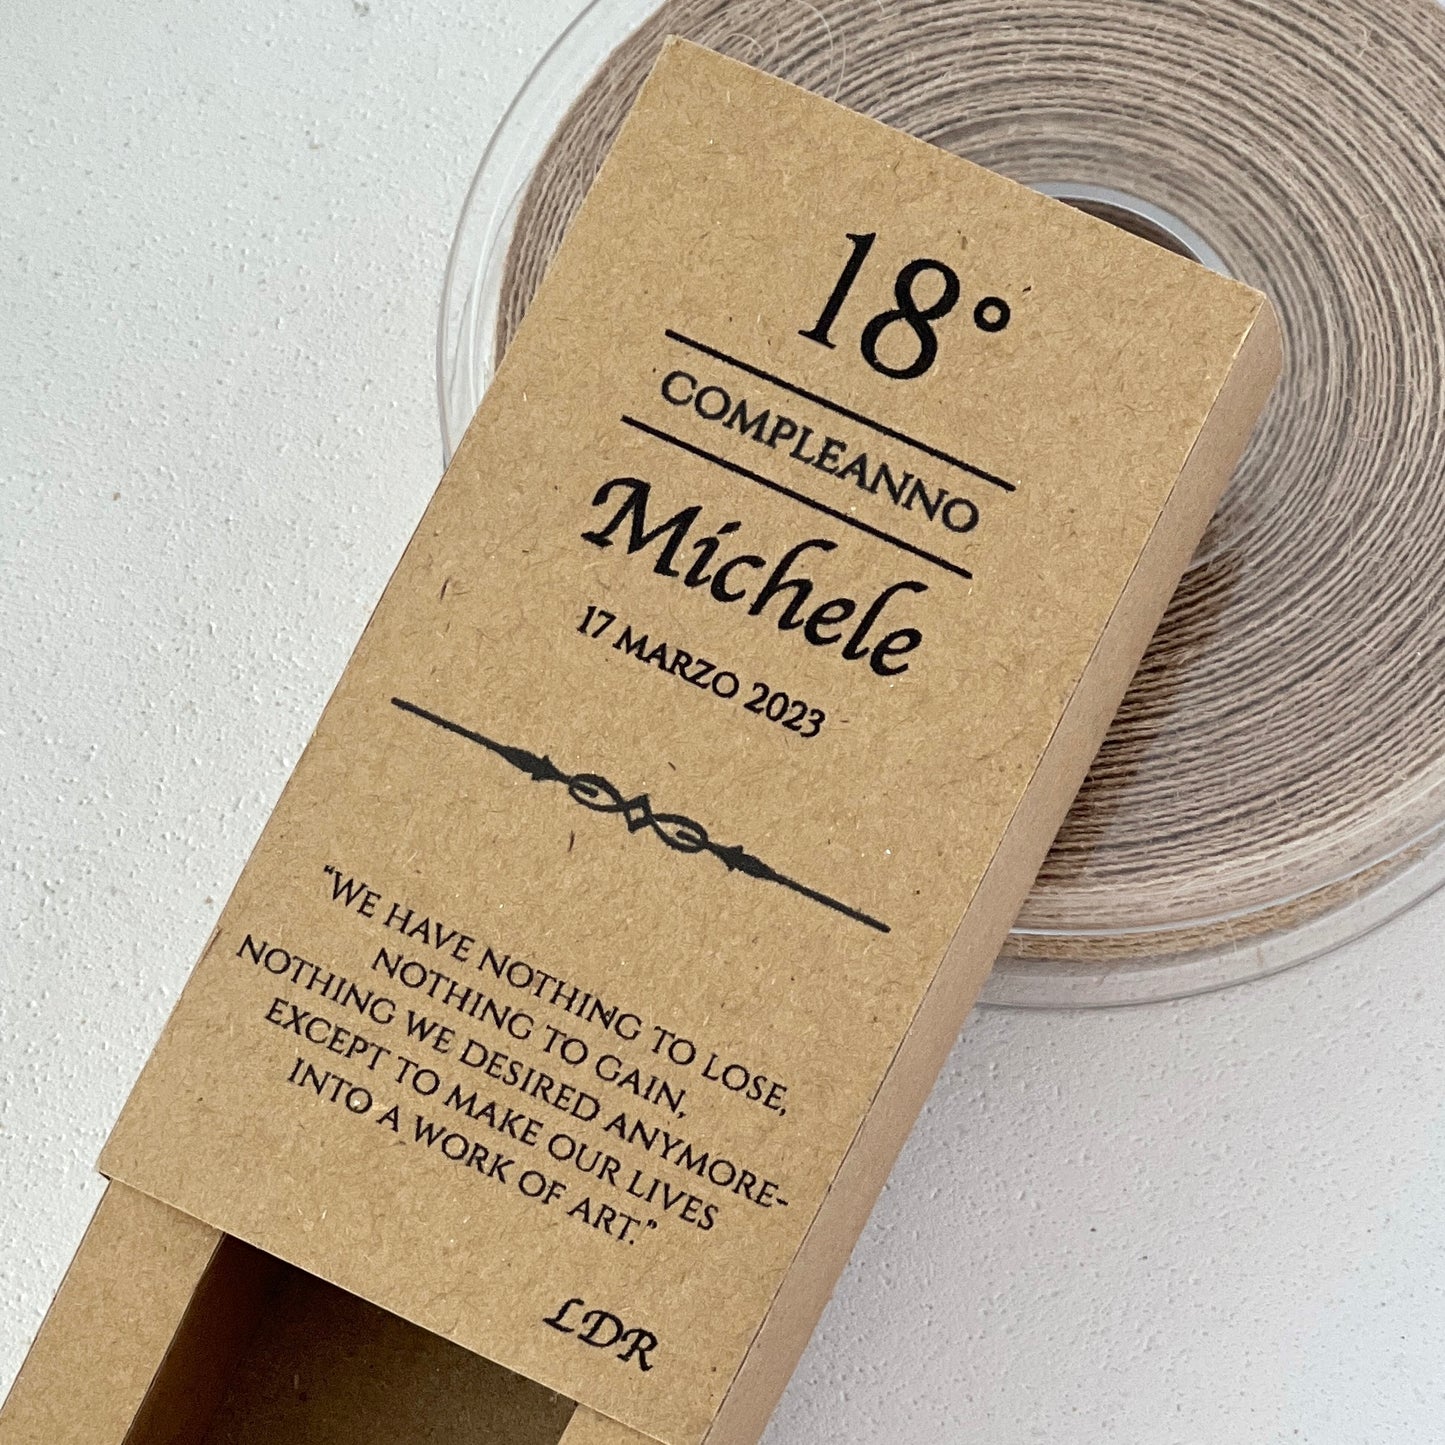 18°
COMPLEANNO
Michele
17 MARZO 2023
“WE HAVE NOTHING TO LOSE,
NOTHING TO GAIN,
NOTHING WE DESIRED ANYMORE-
EXCEPT TO MAKE OUR LIVES
INTO A WORK OF ART.”
LDR